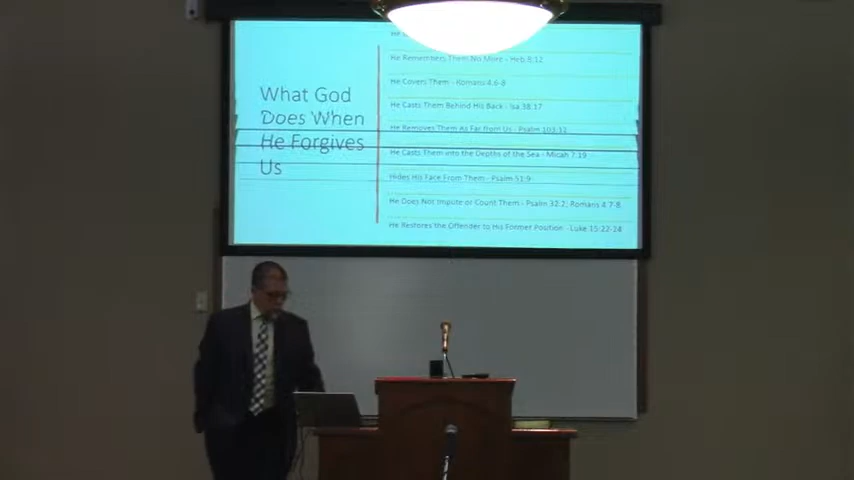 What God
Does When
He Forgives
Us
He
He Remembers Them No More - Heb 8:12
He Covers Them - Romans 4:6-8
He Casts Them Behind His Back - Isa 38:17
He Removes Them As Far from Us - Psalm 103:12
He Casts Them into the Depths of the Sea - Micah 7:19
Hides His Face From Them - Psalm 51:9
He Does Not Impute or Count Them - Psalm 32:2; Romans 4:7-8
He Restores the Offender to His Former Position - Luke 15:22-24